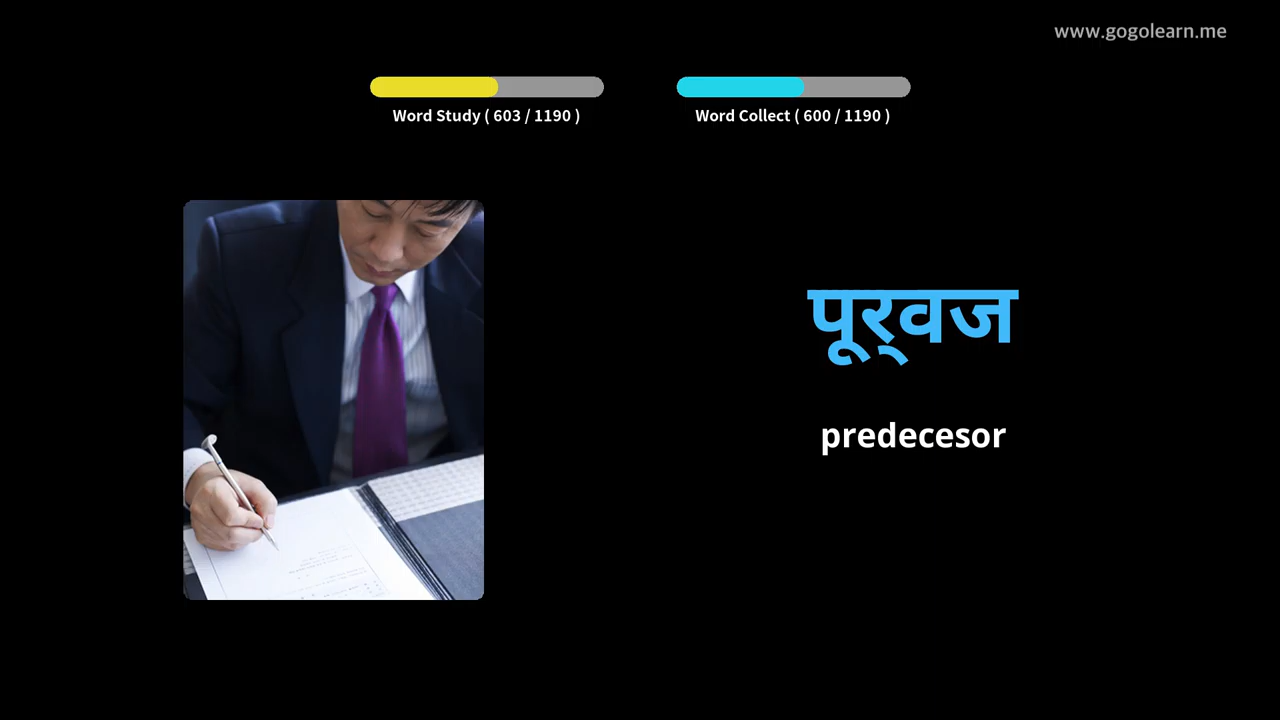 www.gogolearn.me
Word Study ( 603 / 1190 )
Word Collect ( 600 / 1190 )
पूर्‌वज
predecesor